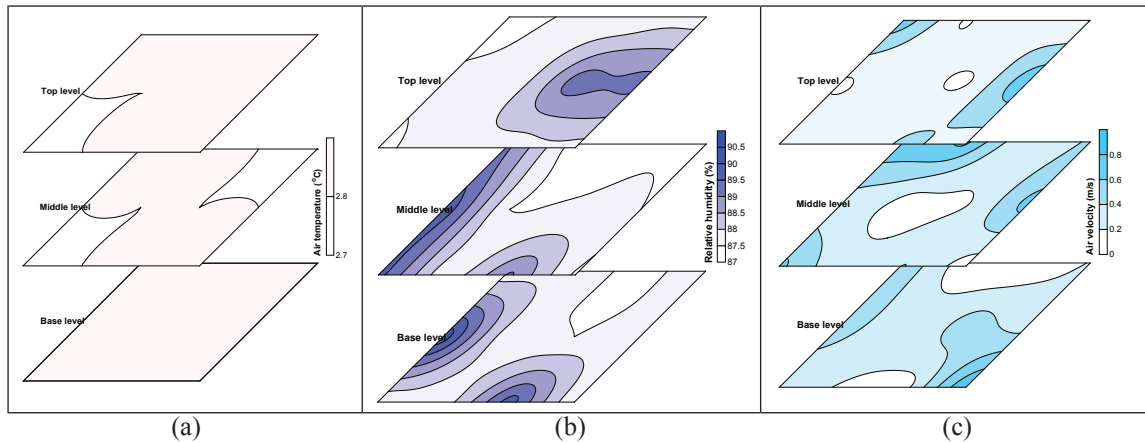 Top level
Middle level
Base level
Air temperature (°C)
2.8
2.7
(a)
Top level
Middle level
Base level
Relative humidity (%)
90.5
90
89.5
89
88.5
88
87.5
87
(b)
Top level
Middle level
Base level
Air velocity (m/s)
0.8
0.6
0.4
0.2
0
(c)